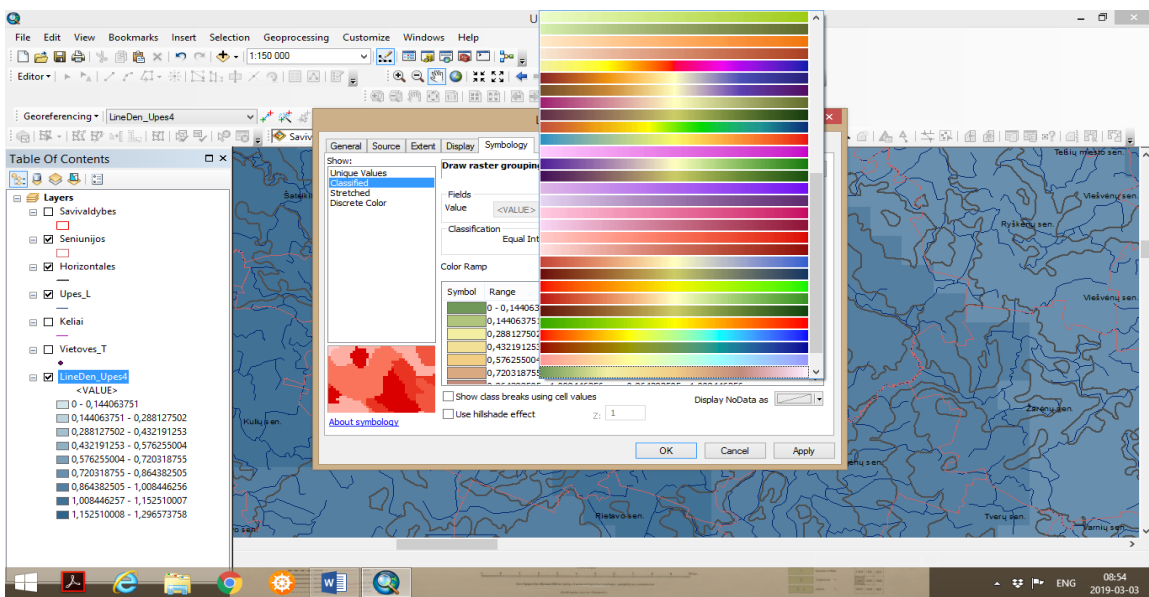 U
File Edit View Bookmarks Insert Selection Geoprocessing Customize Windows Help
1:150 000
Editor
Georeferencing LineDen_Upes4
Saviv
Table Of Contents
Layers
Savivaldybes
Seniunijos
Horizontales
Upes_L
Keliai
Vietoves_T
LineDen_Upes4
<VALUE>
0 - 0,144063751
0,144063751 - 0,288127502
0,288127502 - 0,432191253
0,432191253 - 0,576255004
0,576255004 - 0,720318755
0,720318755 - 0,864382505
0,864382505 - 1,008446256
1,008446257 - 1,152510007
1,152510008 - 1,296573758
General Source Extent Display Symbology
Show:
Unique Values
Classified
Stretched
Discrete Color
About symbology
Draw raster grouping
Fields
Value <VALUE>
Classification
Equal Int
Color Ramp
Symbol Range
0 - 0,14406
0,14406375
0,28812750
0,43219125
0,57625500
0,72031875
Show class breaks using cell values
Display NoData as
Use hillshade effect Z: 1
OK Cancel Apply
Telšių miesto sen.
Viešvėnų sen.
Ryškėnų sen.
Viešvėnų sen.
Žarėnų sen.
Kulių sen.
Rietavo sen.
Tverų sen.
Varnių sen.
ENG 08:54
2019-03-03